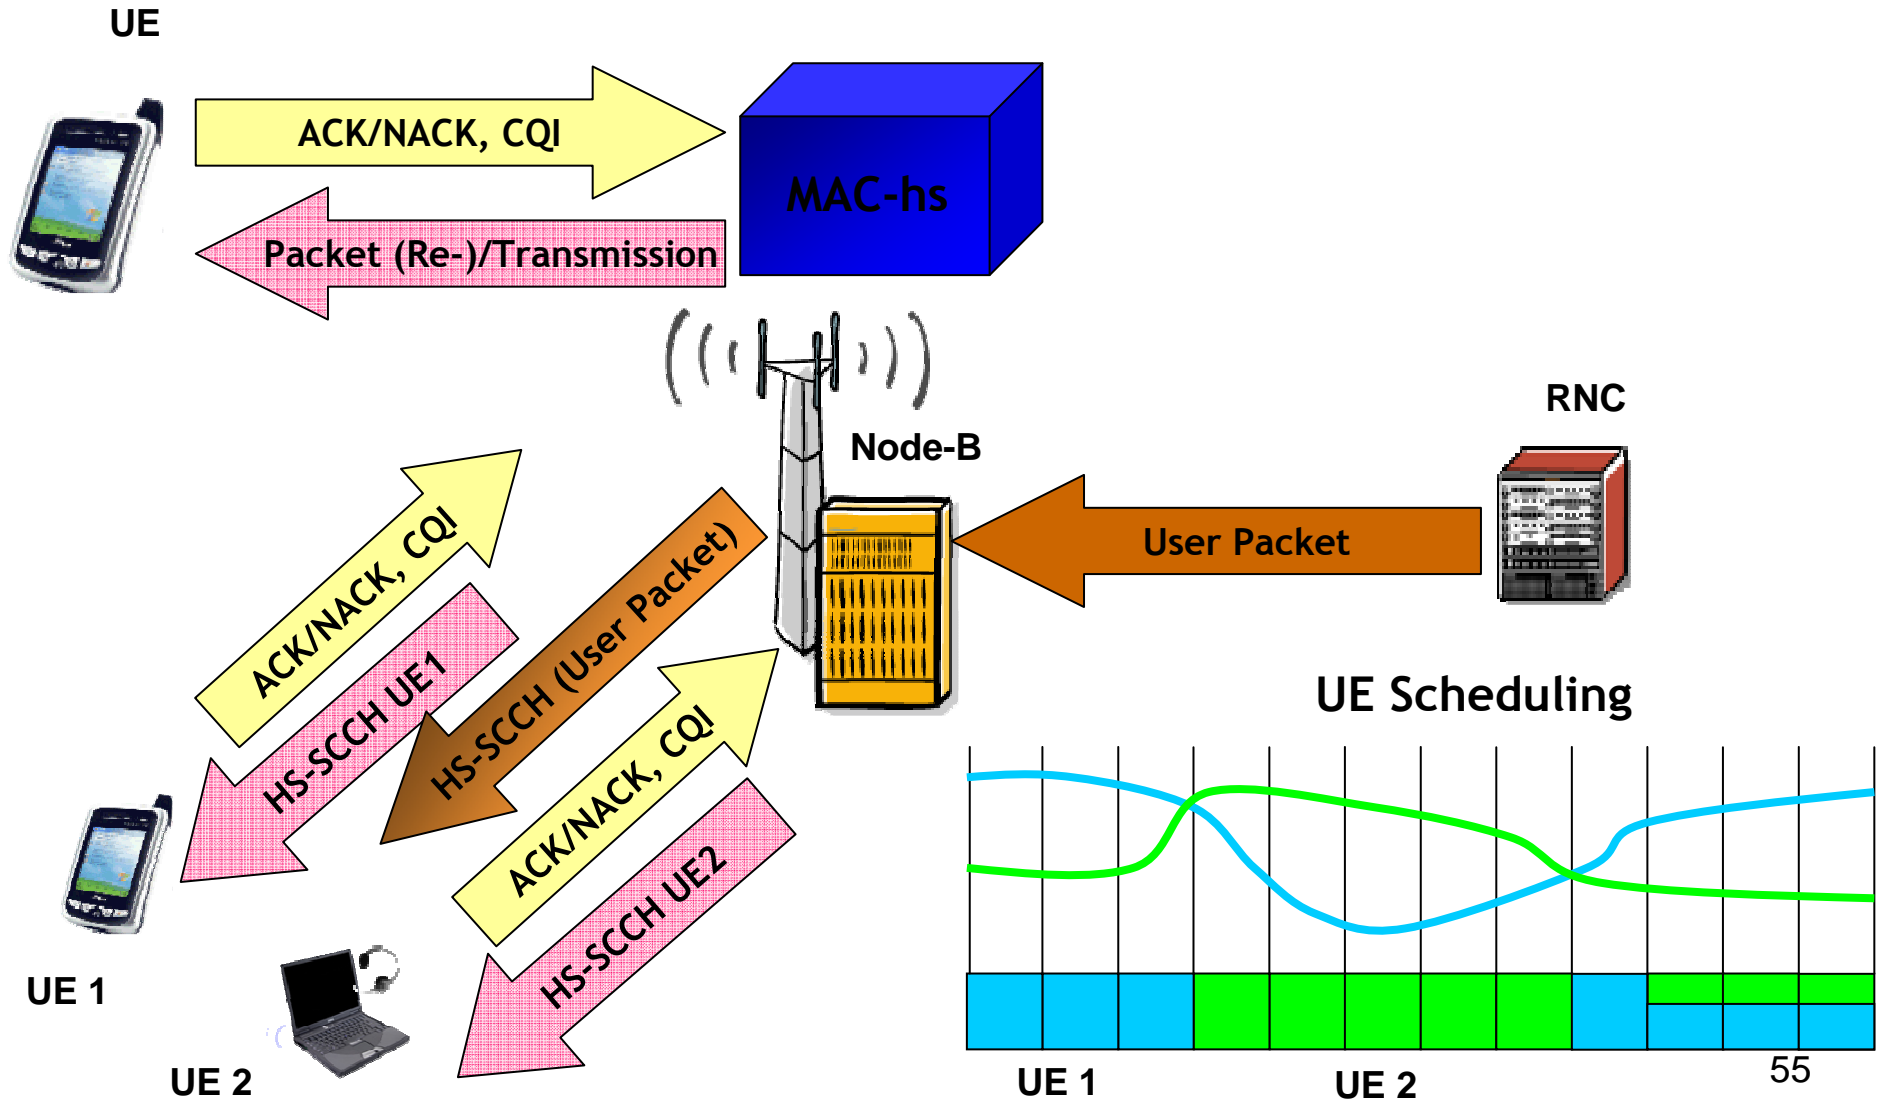 UE
ACK/NACK, CQI
MAC-hs
Packet (Re-)/Transmission
RNC
Node-B
User Packet
ACK/NACK, CQI
HS-SCCH UE1
HS-SCCH (User Packet)
ACK/NACK, CQI
HS-SCCH UE2
UE 1
UE 2
UE Scheduling
UE 1
UE 2
55